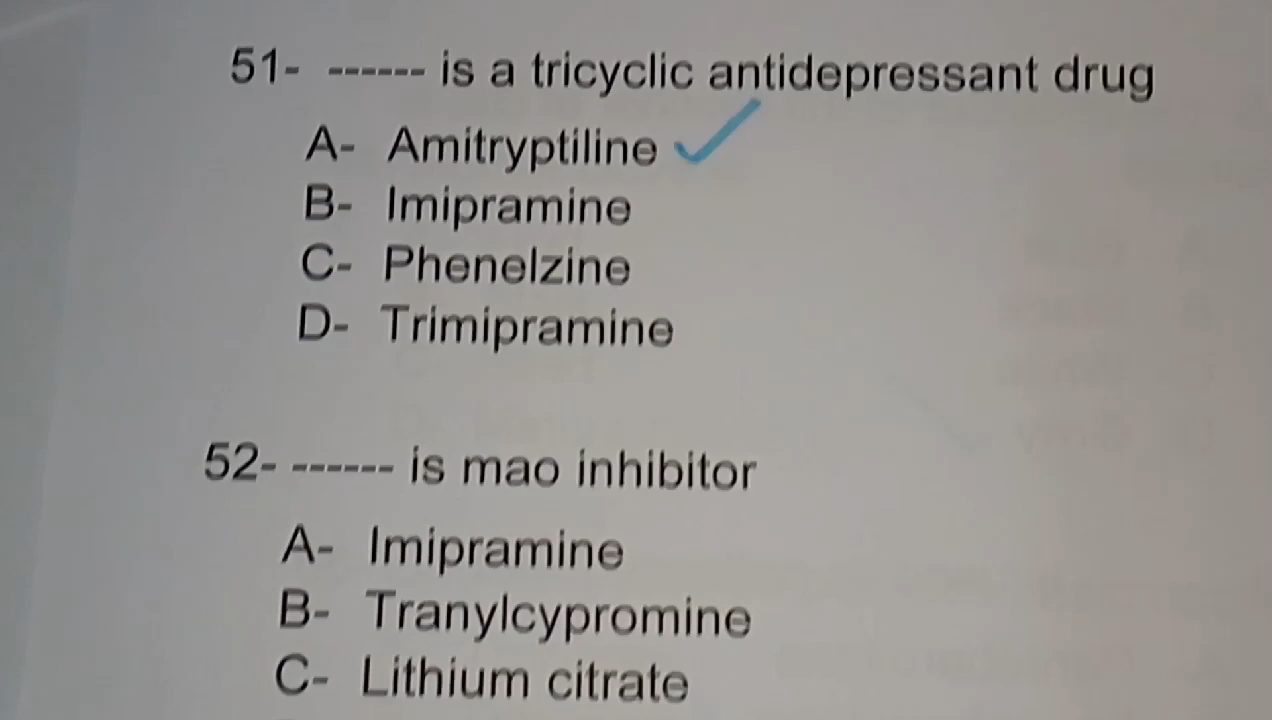 51- ------ is a tricyclic antidepressant drug
A- Amitryptiline
B- Imipramine
C- Phenelzine
D- Trimipramine
52- ------ is mao inhibitor
A- Imipramine
B- Tranylcypromine
C- Lithium citrate